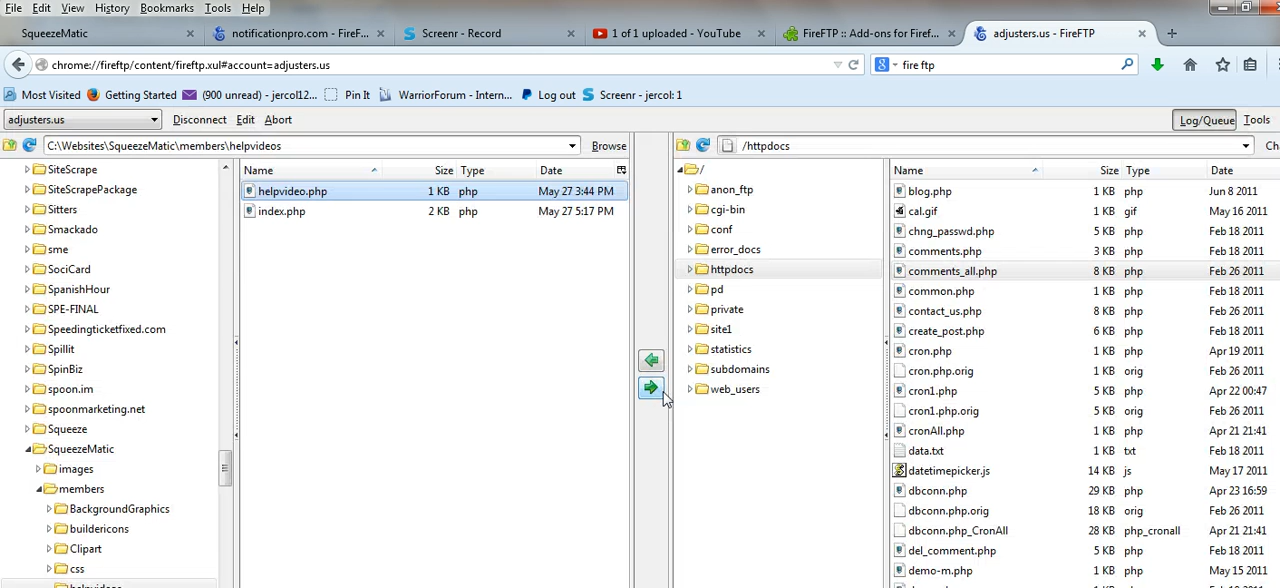 File Edit View History Bookmarks Tools Help
SqueezeMatic × notificationpro.com - FireF... × Screenr - Record × 1 of 1 uploaded - YouTube × FireFTP :: Add-ons for Firef... × adjusters.us - FireFTP × +
chrome://fireftp/content/fireftp.xul#account=adjusters.us fire ftp
Most Visited Getting Started (900 unread) - jercol12... Pin It WarriorForum - Intern... Log out Screenr - jercol: 1
adjusters.us Disconnect Edit Abort Log/Queue Tools
C:\Websites\SqueezeMatic\members\helpvideos Browse /httpdocs Cha
SiteScrape Name Size Type Date / Name Size Type Date
SiteScrapePackage helpvideo.php 1 KB php May 27 3:44 PM anon_ftp blog.php 1 KB php Jun 8 2011
Sitters index.php 2 KB php May 27 5:17 PM cgi-bin cal.gif 1 KB gif May 16 2011
Smackado conf chng_passwd.php 5 KB php Feb 18 2011
sme error_docs comments.php 3 KB php Feb 18 2011
SociCard httpdocs comments_all.php 8 KB php Feb 26 2011
SpanishHour pd common.php 1 KB php Feb 18 2011
SPE-FINAL private contact_us.php 8 KB php Feb 18 2011
Speedingticketfixed.com site1 create_post.php 6 KB php Feb 18 2011
Spillit statistics cron.php 1 KB php Apr 19 2011
SpinBiz subdomains cron.php.orig 1 KB orig Feb 18 2011
spoon.im web_users cron1.php 5 KB php Apr 22 00:47
spoonmarketing.net cron1.php.orig 1 KB orig Feb 26 2011
Squeeze cronAll.php 1 KB php Apr 21 21:41
SqueezeMatic data.txt 1 KB txt Feb 18 2011
images datetimepicker.js 14 KB js May 17 2011
members dbconn.php 29 KB php Apr 23 16:59
BackgroundGraphics dbconn.php.orig 18 KB orig Feb 18 2011
buildericons dbconn.php_CronAll 28 KB php_cronall Apr 21 21:41
Clipart del_comment.php 5 KB php Feb 18 2011
css demo-m.php 1 KB php May 15 2011
helpvideos